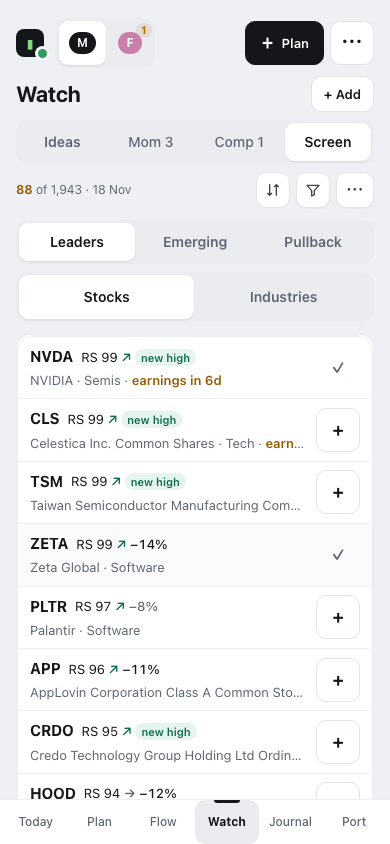 M
F
1
+ Plan
Watch
+ Add
Ideas
Mom 3
Comp 1
Screen
88 of 1,943 · 18 Nov
Leaders
Emerging
Pullback
Stocks
Industries
NVDA RS 99 ↗ new high
NVIDIA · Semis · earnings in 6d
CLS RS 99 ↗ new high
Celestica Inc. Common Shares · Tech · earn…
TSM RS 99 ↗ new high
Taiwan Semiconductor Manufacturing Com…
ZETA RS 99 ↗ −14%
Zeta Global · Software
PLTR RS 97 ↗ −8%
Palantir · Software
APP RS 96 ↗ −11%
AppLovin Corporation Class A Common Sto…
CRDO RS 95 ↗ new high
Credo Technology Group Holding Ltd Ordin…
HOOD RS 94 → −12%
Today
Plan
Flow
Watch
Journal
Port